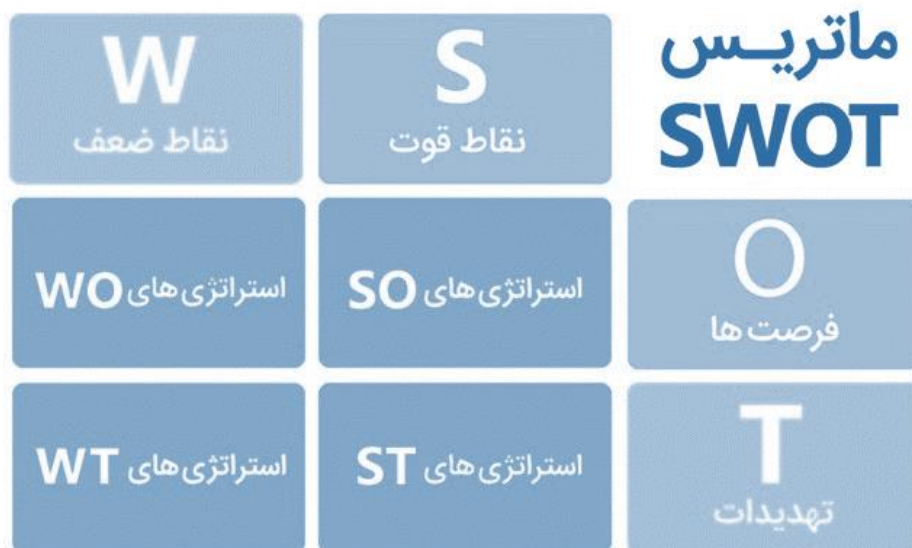 ماتریس
SWOT
S
نقاط قوت
W
نقاط ضعف
O
فرصت ها
استراتژی‌های SO
استراتژی‌های WO
T
تهدیدات
استراتژی‌های ST
استراتژی‌های WT